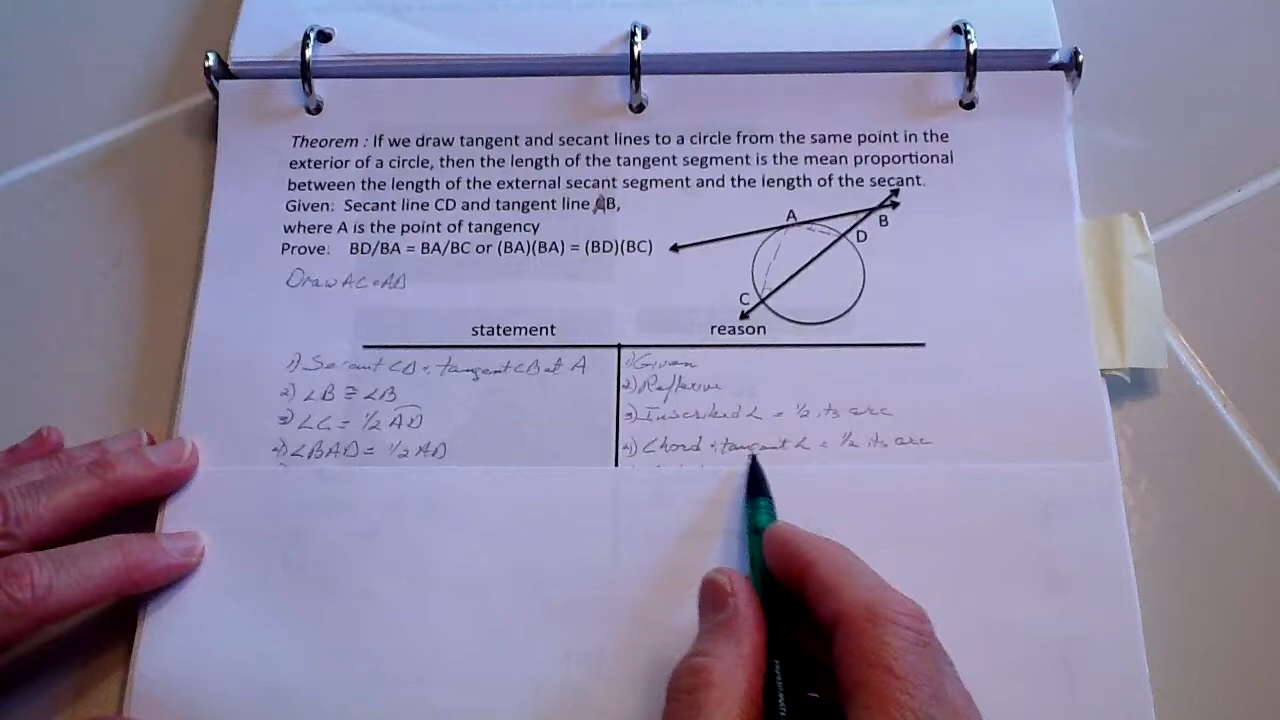 Theorem : If we draw tangent and secant lines to a circle from the same point in the
exterior of a circle, then the length of the tangent segment is the mean proportional
between the length of the external secant segment and the length of the secant.
Given: Secant line CD and tangent line AB,
where A is the point of tangency
Prove: BD/BA = BA/BC or (BA)(BA) = (BD)(BC)
Draw AC + AD
A
B
D
C
statement reason
1) Secant CD + tangent CB at A 1) Given
2) ∠B ≅ ∠B 2) Reflexive
3) ∠C = 1/2 AD 3) Inscribed ∠ = 1/2 its arc
4) ∠BAD = 1/2 AD 4) Chord + tangent ∠ = 1/2 its arc